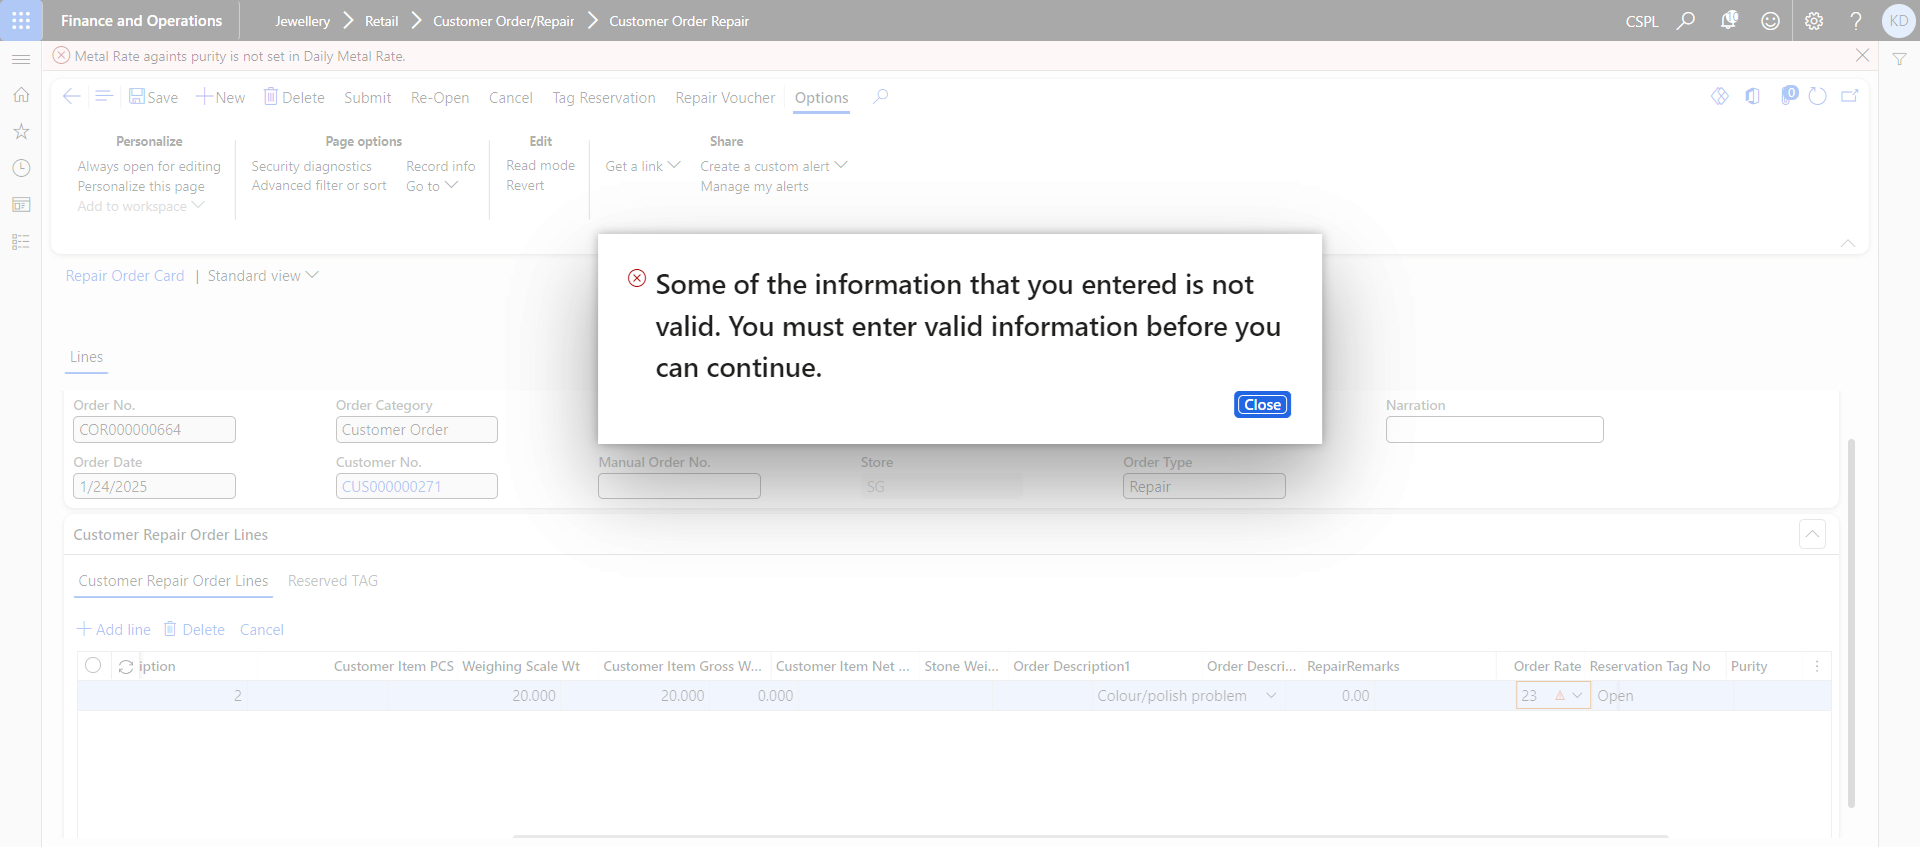 Finance and Operations
Jewellery
Retail
Customer Order/Repair
Customer Order Repair
CSPL
KD
Metal Rate againts purity is not set in Daily Metal Rate.
Save
New
Delete
Submit
Re-Open
Cancel
Tag Reservation
Repair Voucher
Options
0
Personalize
Always open for editing
Personalize this page
Add to workspace
Page options
Security diagnostics
Record info
Advanced filter or sort
Go to
Edit
Read mode
Revert
Share
Get a link
Create a custom alert
Manage my alerts
Repair Order Card | Standard view
Some of the information that you entered is not
valid. You must enter valid information before you
can continue.
Close
Lines
Order No.
COR000000664
Order Category
Customer Order
Narration
Order Date
1/24/2025
Customer No.
CUS000000271
Manual Order No.
Store
SG
Order Type
Repair
Customer Repair Order Lines
Customer Repair Order Lines
Reserved TAG
Add line
Delete
Cancel
iption
Customer Item PCS
Weighing Scale Wt
Customer Item Gross W...
Customer Item Net ...
Stone Wei...
Order Description1
Order Descri...
RepairRemarks
Order Rate
Reservation Tag No
Purity
2
20.000
20.000
0.000
Colour/polish problem
0.00
23
Open